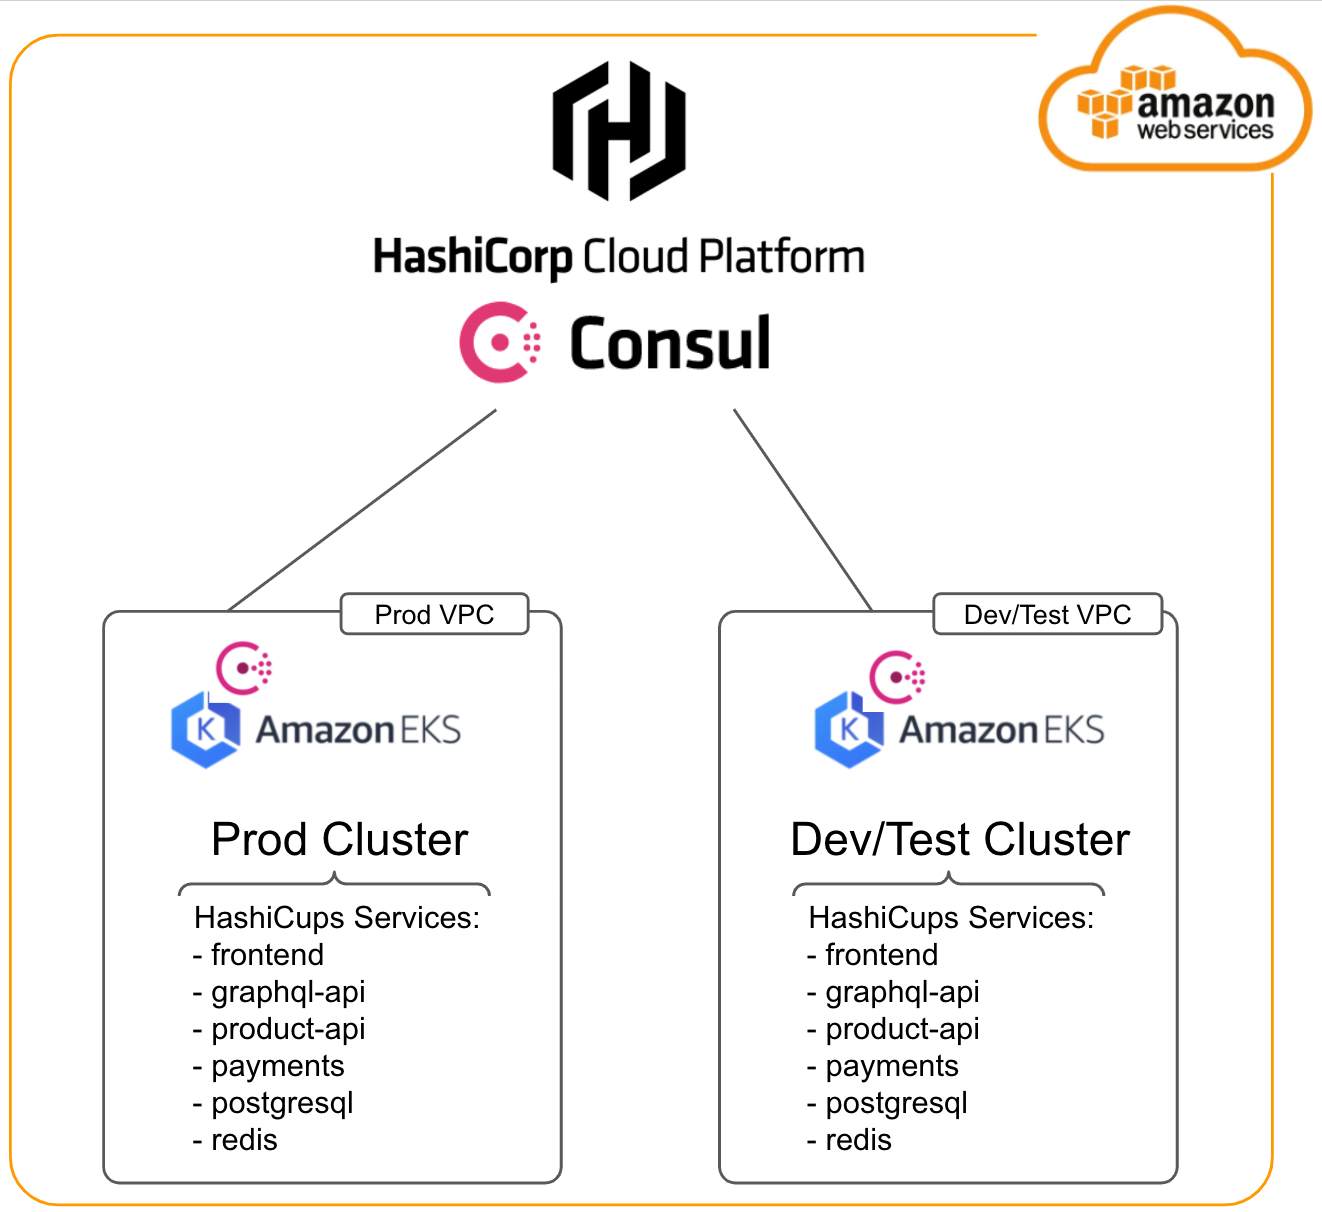 amazon
web services
HashiCorp Cloud Platform
Consul
Prod VPC
K Amazon EKS
Prod Cluster
HashiCups Services:
- frontend
- graphql-api
- product-api
- payments
- postgresql
- redis
Dev/Test VPC
K Amazon EKS
Dev/Test Cluster
HashiCups Services:
- frontend
- graphql-api
- product-api
- payments
- postgresql
- redis